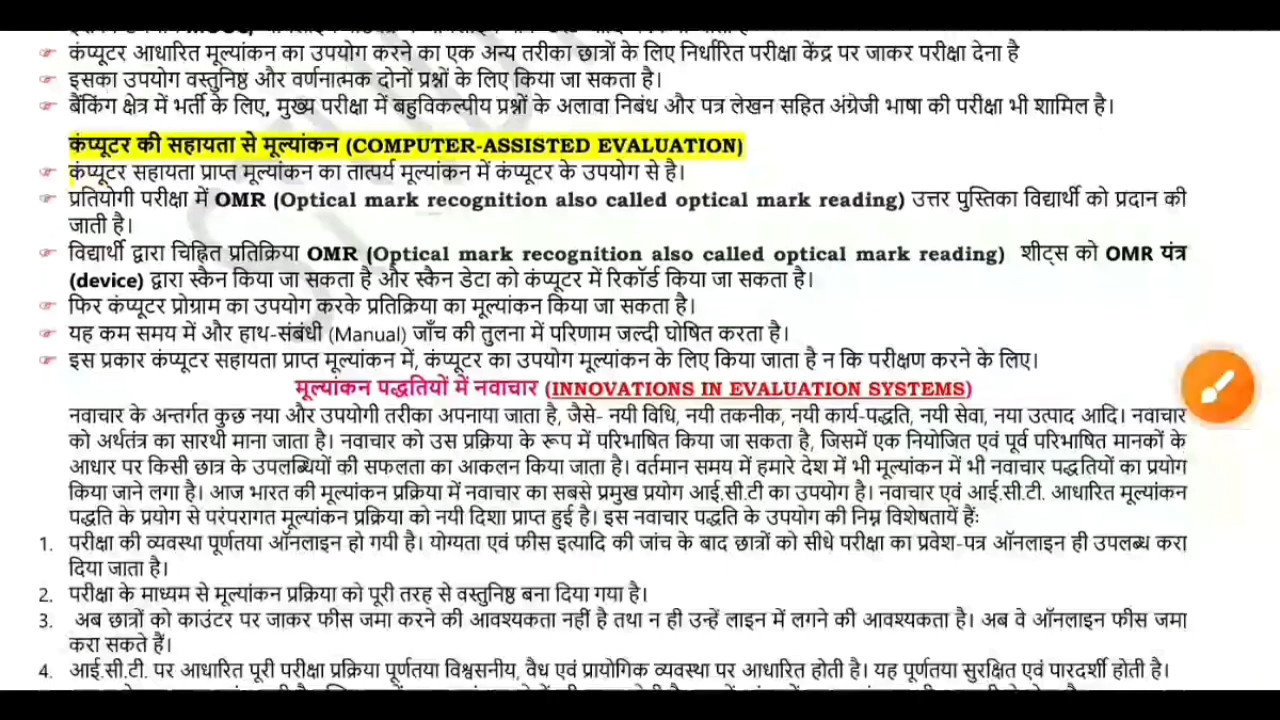 कंप्यूटर आधारित मूल्यांकन का उपयोग करने का एक अन्य तरीका छात्रों के लिए निर्धारित परीक्षा केंद्र पर जाकर परीक्षा देना है
इसका उपयोग वस्तुनिष्ठ और वर्णनात्मक दोनों प्रश्नों के लिए किया जा सकता है।
बैंकिंग क्षेत्र में भर्ती के लिए, मुख्य परीक्षा में बहुविकल्पीय प्रश्नों के अलावा निबंध और पत्र लेखन सहित अंग्रेजी भाषा की परीक्षा भी शामिल है।
कंप्यूटर की सहायता से मूल्यांकन (COMPUTER-ASSISTED EVALUATION)
कंप्यूटर सहायता प्राप्त मूल्यांकन का तात्पर्य मूल्यांकन में कंप्यूटर के उपयोग से है।
प्रतियोगी परीक्षा में OMR (Optical mark recognition also called optical mark reading) उत्तर पुस्तिका विद्यार्थी को प्रदान की
जाती है।
विद्यार्थी द्वारा चिह्नित प्रतिक्रिया OMR (Optical mark recognition also called optical mark reading) शीट्स को OMR यंत्र
(device) द्वारा स्कैन किया जा सकता है और स्कैन डेटा को कंप्यूटर में रिकॉर्ड किया जा सकता है।
फिर कंप्यूटर प्रोग्राम का उपयोग करके प्रतिक्रिया का मूल्यांकन किया जा सकता है।
यह कम समय में और हाथ-संबंधी (Manual) जाँच की तुलना में परिणाम जल्दी घोषित करता है।
इस प्रकार कंप्यूटर सहायता प्राप्त मूल्यांकन में, कंप्यूटर का उपयोग मूल्यांकन के लिए किया जाता है न कि परीक्षण करने के लिए।
मूल्यांकन पद्धतियों में नवाचार (INNOVATIONS IN EVALUATION SYSTEMS)
नवाचार के अन्तर्गत कुछ नया और उपयोगी तरीका अपनाया जाता है, जैसे- नयी विधि, नयी तकनीक, नयी कार्य-पद्धति, नयी सेवा, नया उत्पाद आदि। नवाचार
को अर्थतंत्र का सारथी माना जाता है। नवाचार को उस प्रक्रिया के रूप में परिभाषित किया जा सकता है, जिसमें एक नियोजित एवं पूर्व परिभाषित मानकों के
आधार पर किसी छात्र के उपलब्धियों की सफलता का आकलन किया जाता है। वर्तमान समय में हमारे देश में भी मूल्यांकन में भी नवाचार पद्धतियों का प्रयोग
किया जाने लगा है। आज भारत की मूल्यांकन प्रक्रिया में नवाचार का सबसे प्रमुख प्रयोग आई.सी.टी का उपयोग है। नवाचार एवं आई.सी.टी. आधारित मूल्यांकन
पद्धति के प्रयोग से परंपरागत मूल्यांकन प्रक्रिया को नयी दिशा प्राप्त हुई है। इस नवाचार पद्धति के उपयोग की निम्न विशेषतायें हैंः
1. परीक्षा की व्यवस्था पूर्णतया ऑनलाइन हो गयी है। योग्यता एवं फीस इत्यादि की जांच के बाद छात्रों को सीधे परीक्षा का प्रवेश-पत्र ऑनलाइन ही उपलब्ध करा
दिया जाता है।
2. परीक्षा के माध्यम से मूल्यांकन प्रक्रिया को पूरी तरह से वस्तुनिष्ठ बना दिया गया है।
3. अब छात्रों को काउंटर पर जाकर फीस जमा करने की आवश्यकता नहीं है तथा न ही उन्हें लाइन में लगने की आवश्यकता है। अब वे ऑनलाइन फीस जमा
करा सकते हैं।
4. आई.सी.टी. पर आधारित पूरी परीक्षा प्रक्रिया पूर्णतया विश्वसनीय, वैध एवं प्रायोगिक व्यवस्था पर आधारित होती है। यह पूर्णतया सुरक्षित एवं पारदर्शी होती है।